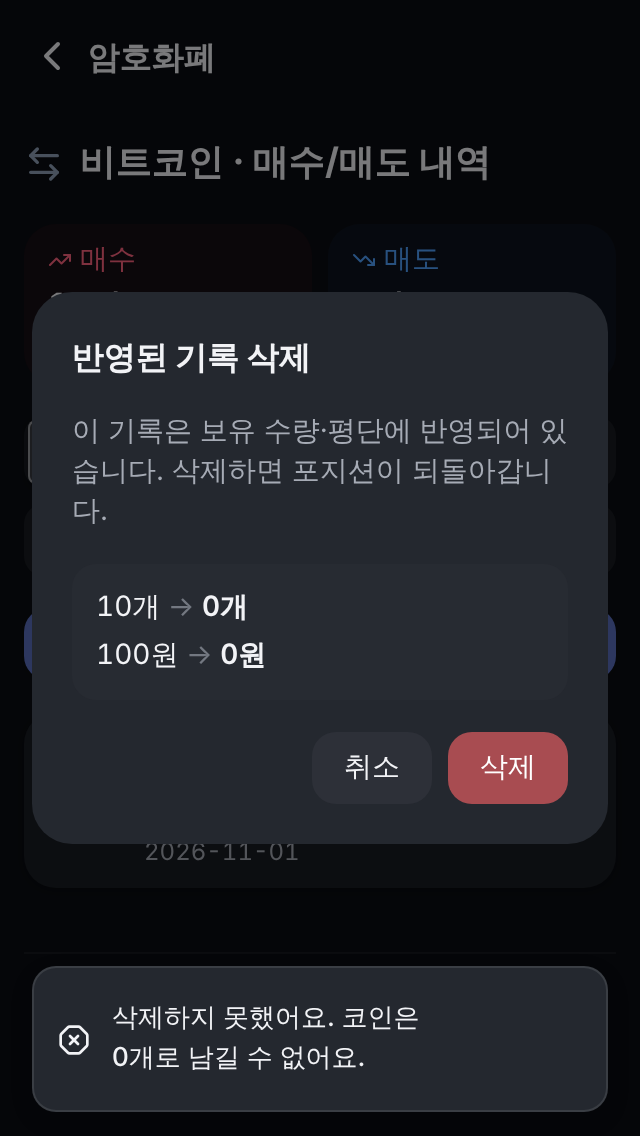 암호화폐
비트코인 · 매수/매도 내역
매수
매도
반영된 기록 삭제
이 기록은 보유 수량·평단에 반영되어 있
습니다. 삭제하면 포지션이 되돌아갑니
다.
10개 → 0개
100원 → 0원
취소
삭제
2026-11-01
삭제하지 못했어요. 코인은
0개로 남길 수 없어요.